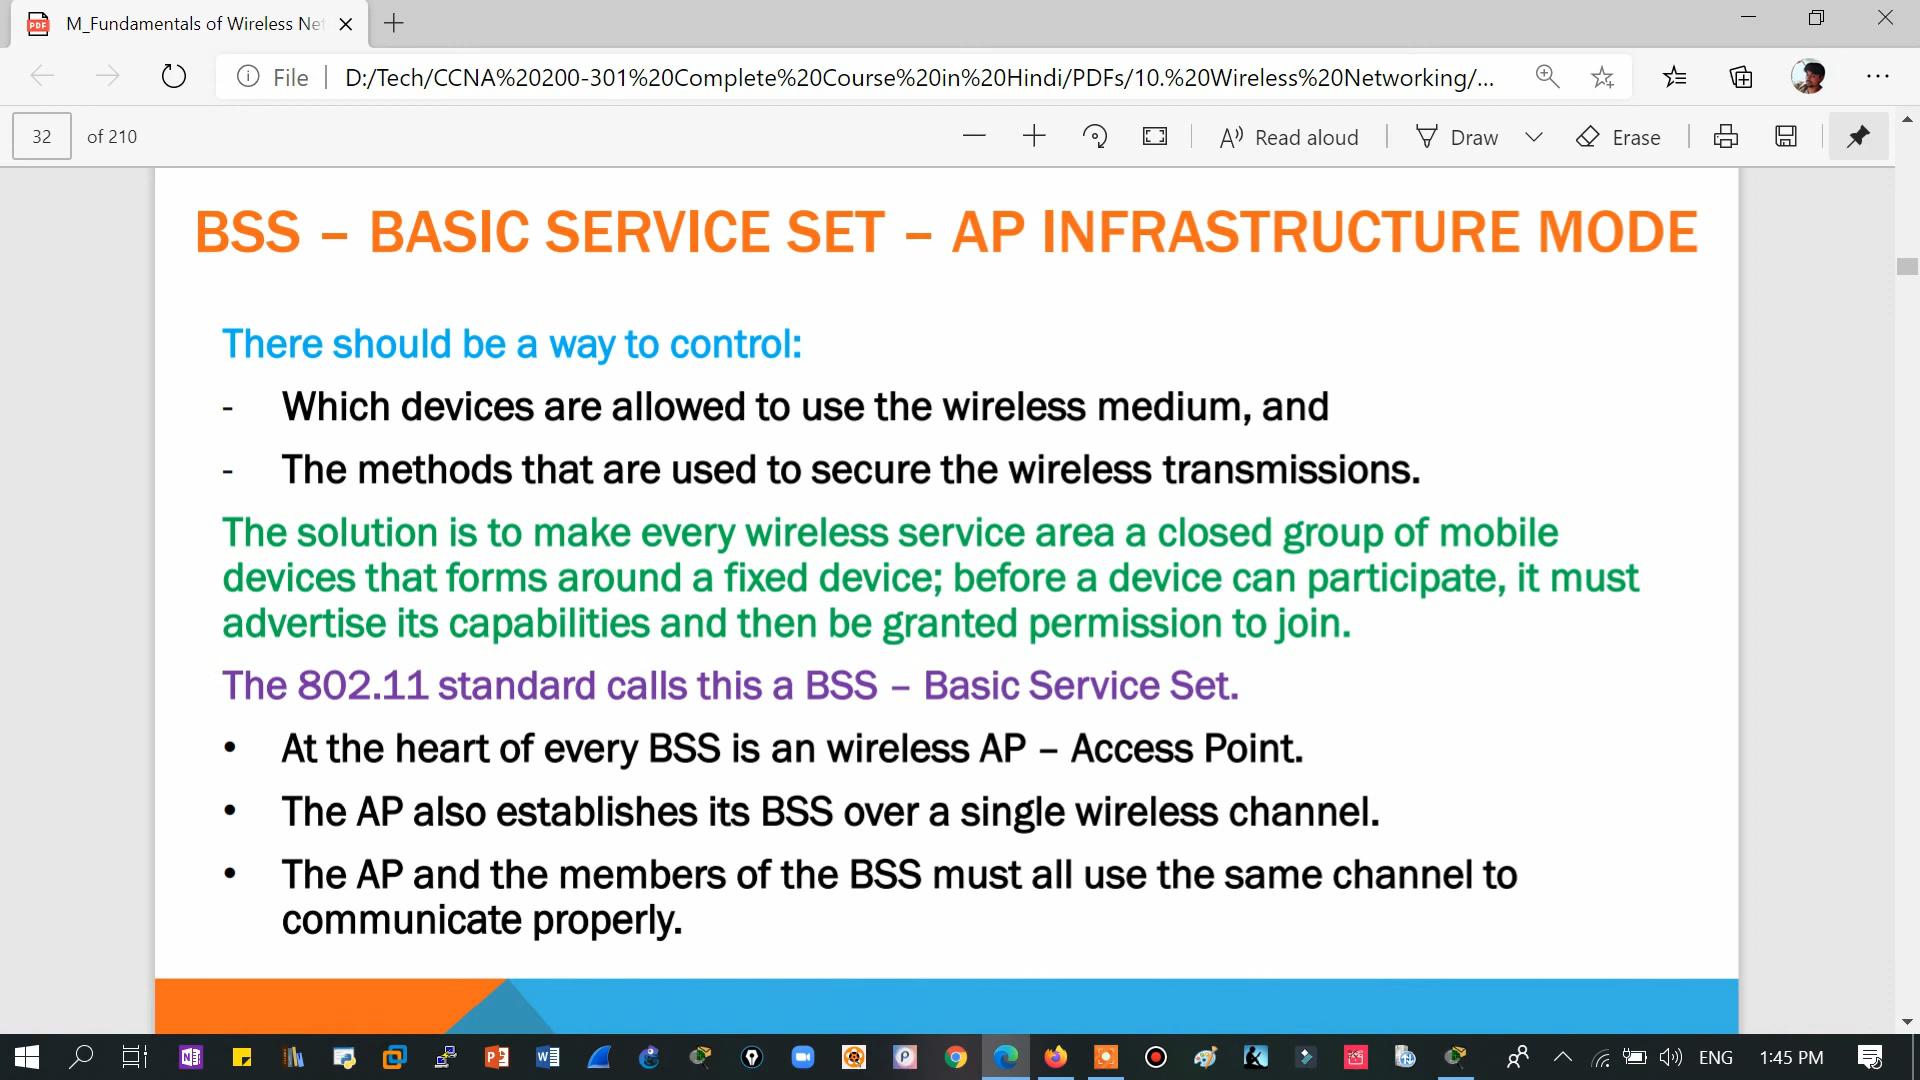 M_Fundamentals of Wireless Net
File
D:/Tech/CCNA%20200-301%20Complete%20Course%20in%20Hindi/PDFs/10.%20Wireless%20Networking/...
32 of 210
Read aloud
Draw
Erase
BSS – BASIC SERVICE SET – AP INFRASTRUCTURE MODE
There should be a way to control:
- Which devices are allowed to use the wireless medium, and
- The methods that are used to secure the wireless transmissions.
The solution is to make every wireless service area a closed group of mobile
devices that forms around a fixed device; before a device can participate, it must
advertise its capabilities and then be granted permission to join.
The 802.11 standard calls this a BSS – Basic Service Set.
• At the heart of every BSS is an wireless AP – Access Point.
• The AP also establishes its BSS over a single wireless channel.
• The AP and the members of the BSS must all use the same channel to
communicate properly.
ENG
1:45 PM